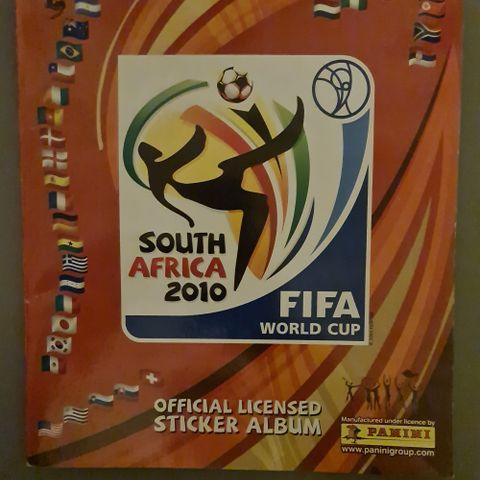 SOUTH
AFRICA
2010
FIFA
WORLD CUP
OFFICIAL LICENSED
STICKER ALBUM
Manufactured under licence by
PANINI
www.paninigroup.com